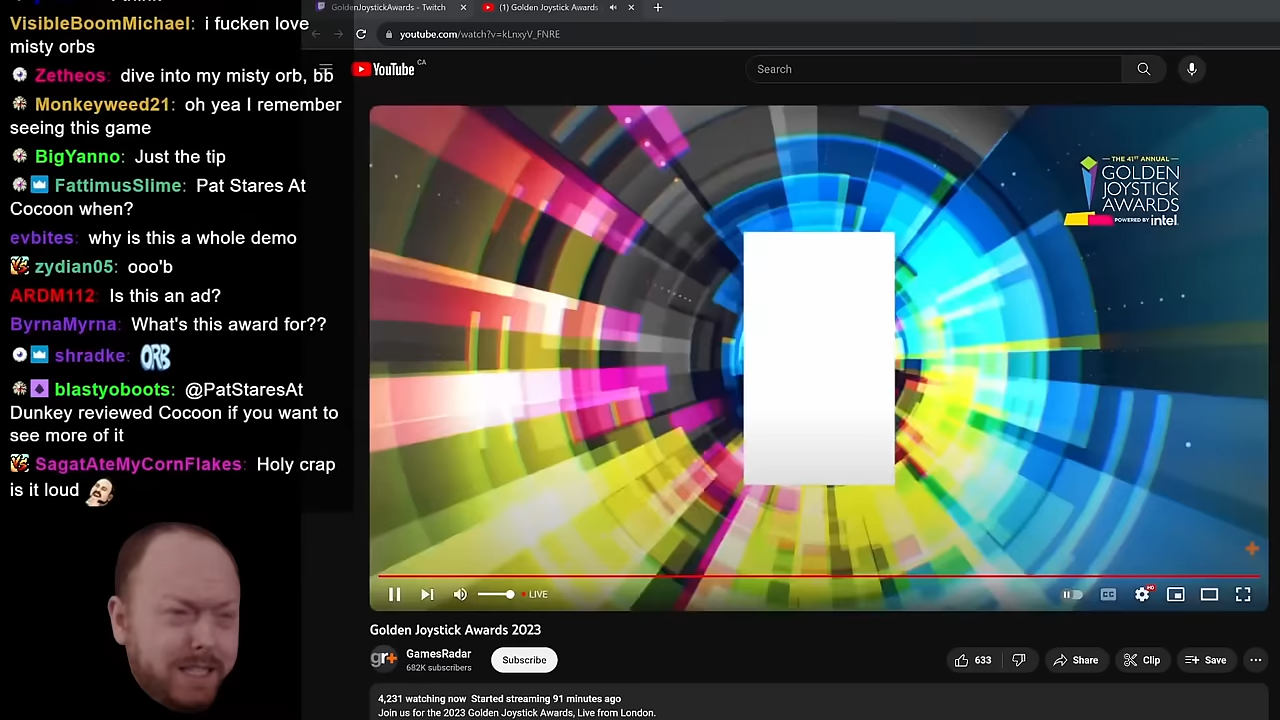 VisibleBoomMichael: i fucken love
misty orbs
Zetheos: dive into my misty orb, bb
Monkeyweed21: oh yea I remember
seeing this game
BigYanno: Just the tip
FattimusSlime: Pat Stares At
Cocoon when?
evbites: why is this a whole demo
zydian05: ooo'b
ARDM112: Is this an ad?
ByrnaMyrna: What's this award for??
shradke: ORB
blastyoboots: @PatStaresAt
Dunkey reviewed Cocoon if you want to
see more of it
SagatAteMyCornFlakes: Holy crap
is it loud
GoldenJoystickAwards - Twitch
(1) Golden Joystick Awards
youtube.com/watch?v=kLnxyV_FNRE
YouTube CA
Search
THE 41ST ANNUAL
GOLDEN
JOYSTICK
AWARDS
POWERED BY intel.
LIVE
CC
HD
Golden Joystick Awards 2023
gr+
GamesRadar
682K subscribers
Subscribe
633
Share
Clip
Save
4,231 watching now Started streaming 91 minutes ago
Join us for the 2023 Golden Joystick Awards, Live from London.